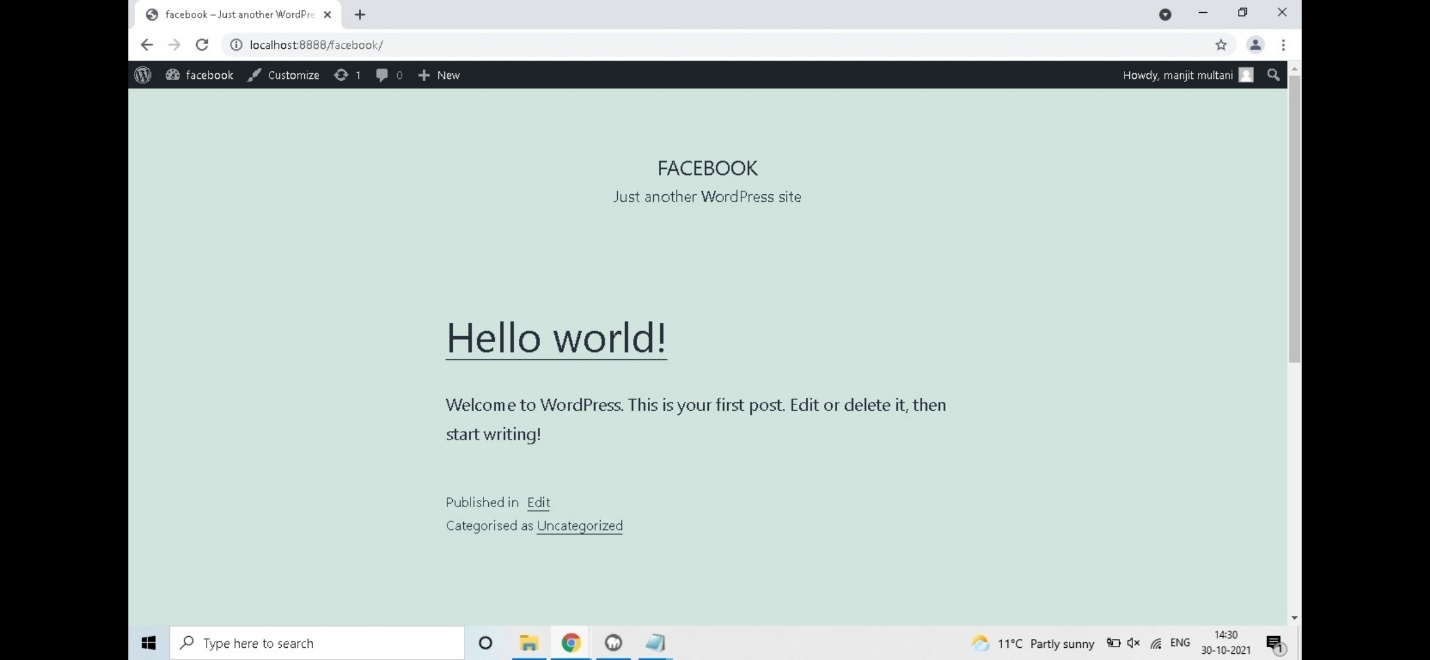 facebook – Just another WordPre
localhost:8888/facebook/
facebook Customize 1 0 New Howdy, manjit multani
FACEBOOK
Just another WordPress site
Hello world!
Welcome to WordPress. This is your first post. Edit or delete it, then
start writing!
Published in Edit
Categorised as Uncategorized
Type here to search 11°C Partly sunny ENG 14:30
30-10-2021 1